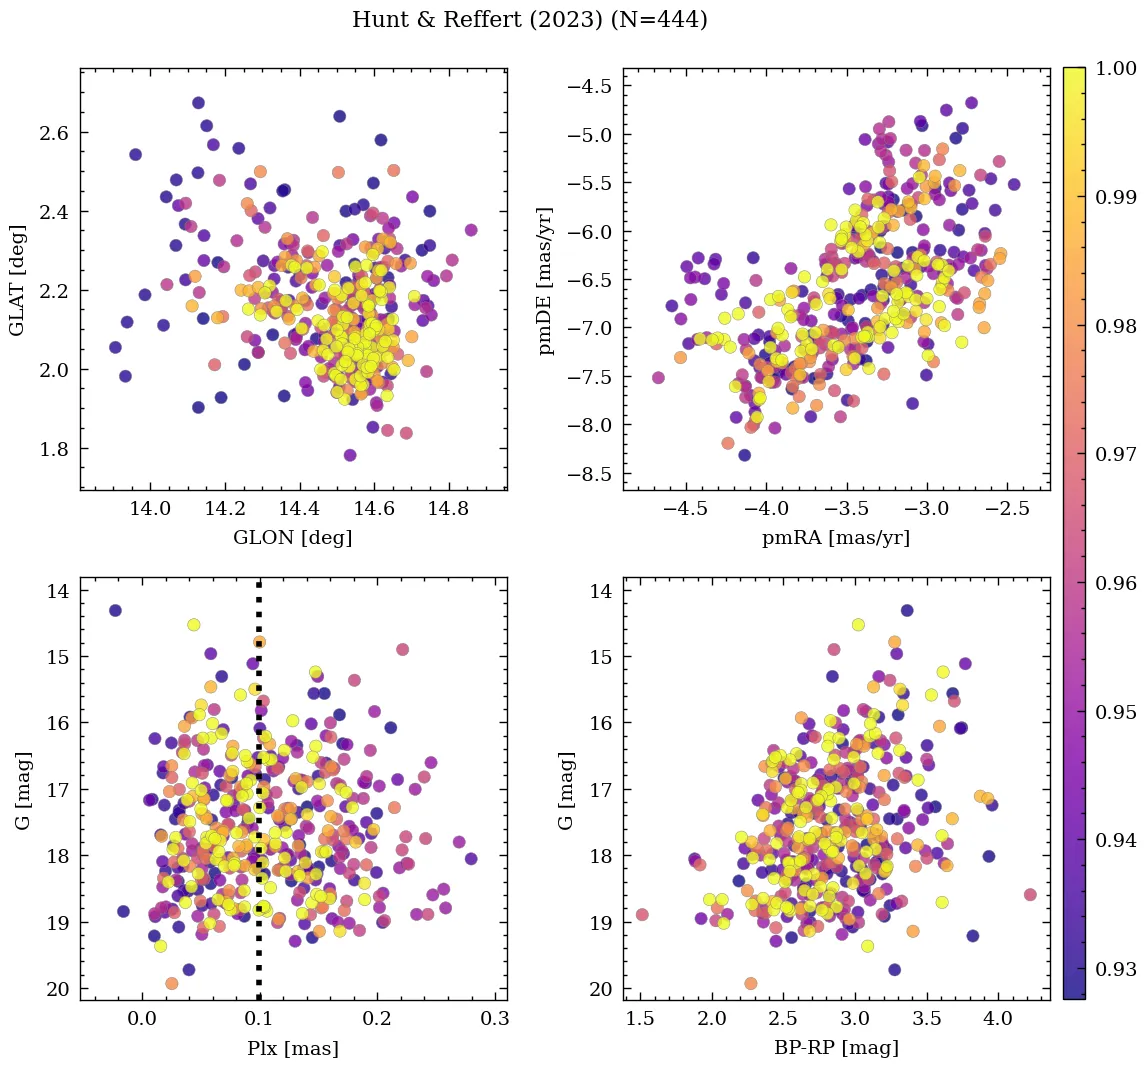 Hunt & Reffert (2023) (N=444)
2.6
2.4
2.2
2.0
1.8
GLAT [deg]
14.0 14.2 14.4 14.6 14.8
GLON [deg]
−4.5
−5.0
−5.5
−6.0
−6.5
−7.0
−7.5
−8.0
−8.5
pmDE [mas/yr]
−4.5 −4.0 −3.5 −3.0 −2.5
pmRA [mas/yr]
14
15
16
17
18
19
20
G [mag]
0.0 0.1 0.2 0.3
Plx [mas]
14
15
16
17
18
19
20
G [mag]
1.5 2.0 2.5 3.0 3.5 4.0
BP-RP [mag]
1.00
0.99
0.98
0.97
0.96
0.95
0.94
0.93